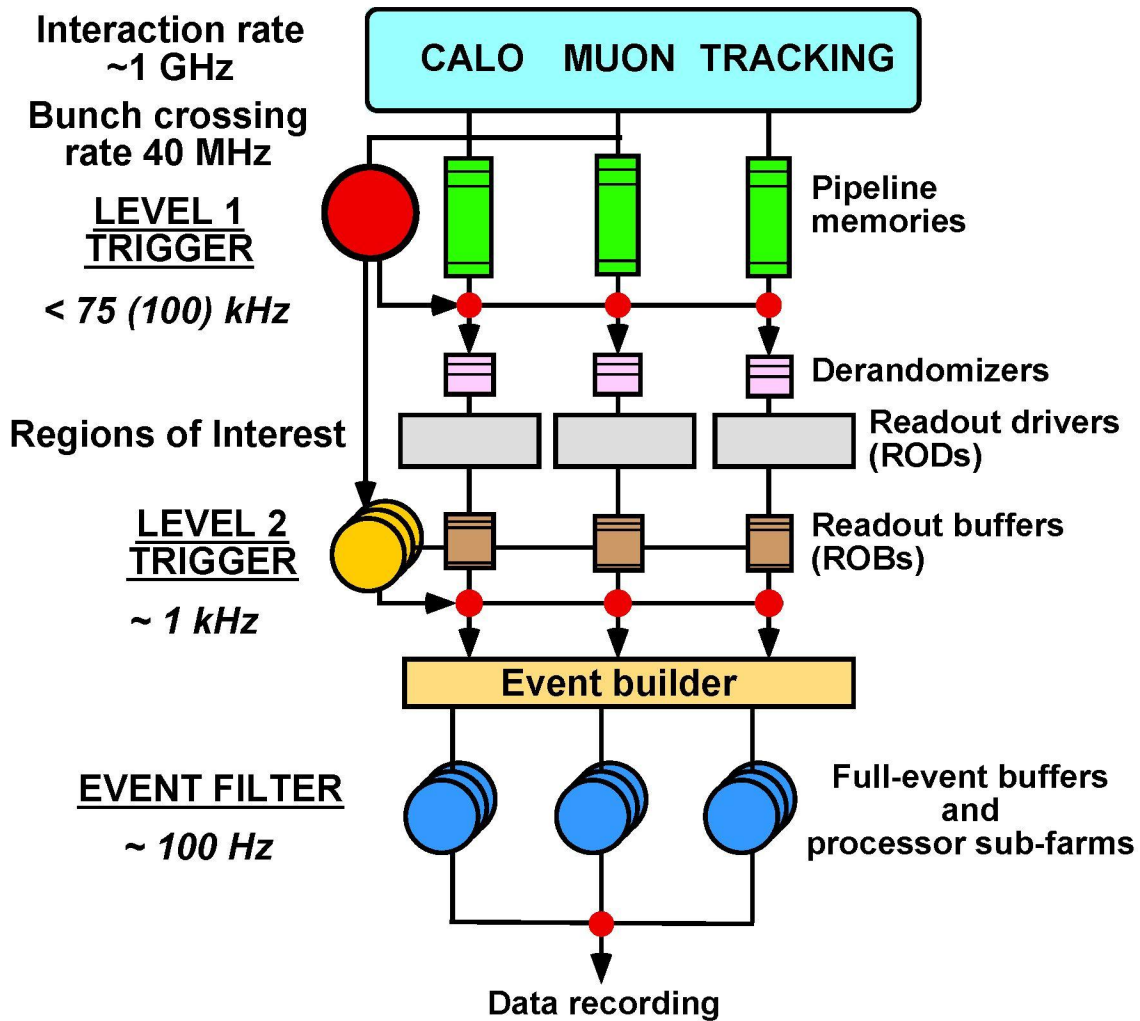 Interaction rate
~1 GHz
CALO MUON TRACKING
Bunch crossing
rate 40 MHz
LEVEL 1
TRIGGER
Pipeline
memories
< 75 (100) kHz
Derandomizers
Regions of Interest
Readout drivers
(RODs)
LEVEL 2
TRIGGER
Readout buffers
(ROBs)
~ 1 kHz
Event builder
EVENT FILTER
~ 100 Hz
Full-event buffers
and
processor sub-farms
Data recording